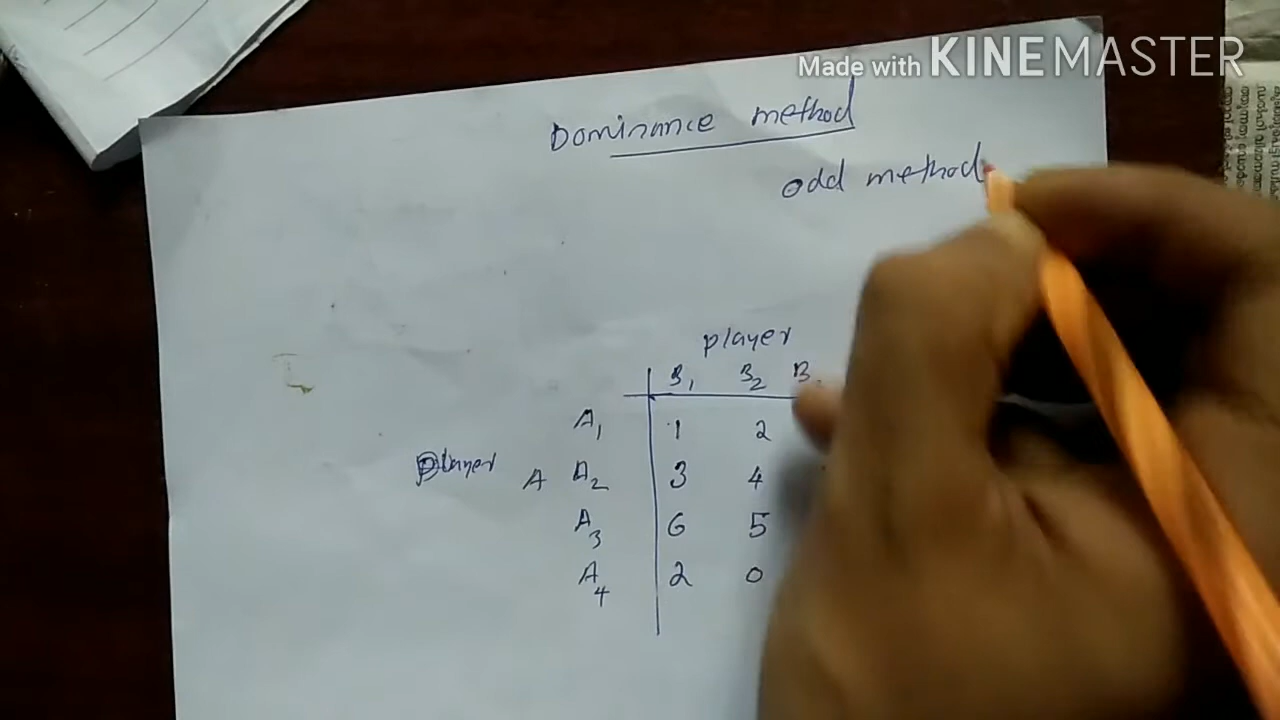 Made with KINEMASTER
Dominance method
odd method
player
B1 B2 B
A1 1 2
player A A2 3 4
A3 6 5
A4 2 0